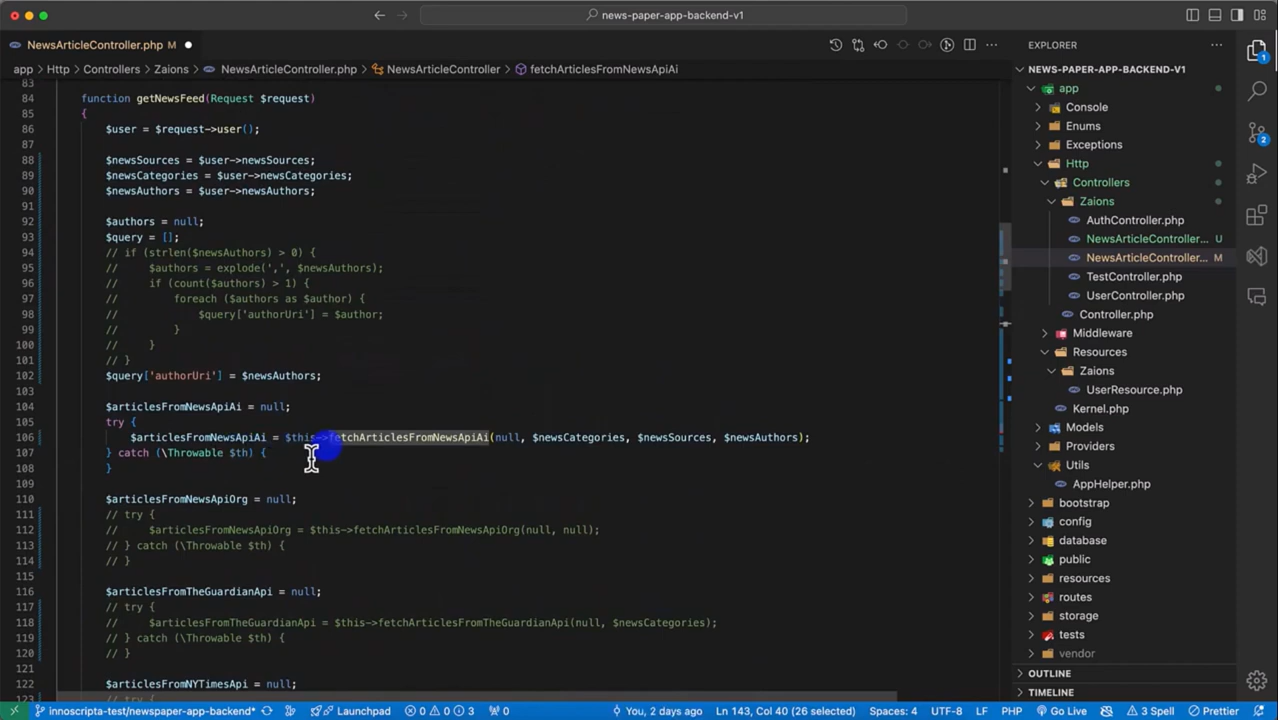 news-paper-app-backend-v1
NewsArticleController.php M
EXPLORER
app > Http > Controllers > Zaions > NewsArticleController.php > NewsArticleController > fetchArticlesFromNewsApiAi
83
84 function getNewsFeed(Request $request)
85 {
86 $user = $request->user();
87
88 $newsSources = $user->newsSources;
89 $newsCategories = $user->newsCategories;
90 $newsAuthors = $user->newsAuthors;
91
92 $authors = null;
93 $query = [];
94 // if (strlen($newsAuthors) > 0) {
95 // $authors = explode(',', $newsAuthors);
96 // if (count($authors) > 1) {
97 // foreach ($authors as $author) {
98 // $query['authorUri'] = $author;
99 // }
100 // }
101 // }
102 $query['authorUri'] = $newsAuthors;
103
104 $articlesFromNewsApiAi = null;
105 try {
106 $articlesFromNewsApiAi = $this->fetchArticlesFromNewsApiAi(null, $newsCategories, $newsSources, $newsAuthors);
107 } catch (\Throwable $th) {
108 }
109
110 $articlesFromNewsApiOrg = null;
111 // try {
112 // $articlesFromNewsApiOrg = $this->fetchArticlesFromNewsApiOrg(null, null);
113 // } catch (\Throwable $th) {
114 // }
115
116 $articlesFromTheGuardianApi = null;
117 // try {
118 // $articlesFromTheGuardianApi = $this->fetchArticlesFromTheGuardianApi(null, $newsCategories);
119 // } catch (\Throwable $th) {
120 // }
121
122 $articlesFromNYTimesApi = null;
123 // try {
NEWS-PAPER-APP-BACKEND-V1
app
Console
Enums
Exceptions
Http
Controllers
Zaions
AuthController.php
NewsArticleController... U
NewsArticleController... M
TestController.php
UserController.php
Controller.php
Middleware
Resources
Zaions
UserResource.php
Kernel.php
Models
Providers
Utils
AppHelper.php
bootstrap
config
database
public
resources
routes
storage
tests
vendor
OUTLINE
TIMELINE
1
2
innoscripta-test/newspaper-app-backend* Launchpad 0 0 3 0 You, 2 days ago Ln 143, Col 40 (26 selected) Spaces: 4 UTF-8 LF PHP Go Live 3 Spell Prettier